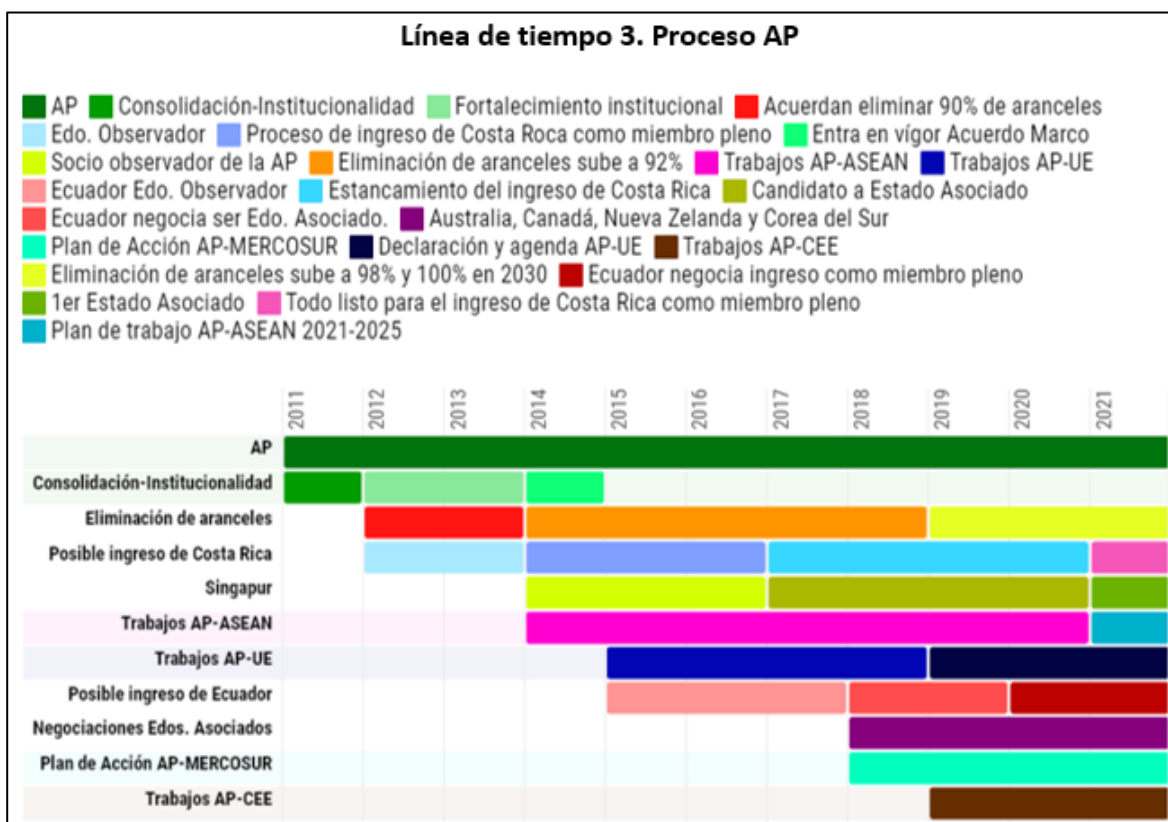 Línea de tiempo 3. Proceso AP
AP Consolidación-Institucionalidad Fortalecimiento institucional Acuerdan eliminar 90% de aranceles
Edo. Observador Proceso de ingreso de Costa Roca como miembro pleno Entra en vígor Acuerdo Marco
Socio observador de la AP Eliminación de aranceles sube a 92% Trabajos AP-ASEAN Trabajos AP-UE
Ecuador Edo. Observador Estancamiento del ingreso de Costa Rica Candidato a Estado Asociado
Ecuador negocia ser Edo. Asociado. Australia, Canadá, Nueva Zelanda y Corea del Sur
Plan de Acción AP-MERCOSUR Declaración y agenda AP-UE Trabajos AP-CEE
Eliminación de aranceles sube a 98% y 100% en 2030 Ecuador negocia ingreso como miembro pleno
1er Estado Asociado Todo listo para el ingreso de Costa Rica como miembro pleno
Plan de trabajo AP-ASEAN 2021-2025
2011 2012 2013 2014 2015 2016 2017 2018 2019 2020 2021
AP
Consolidación-Institucionalidad
Eliminación de aranceles
Posible ingreso de Costa Rica
Singapur
Trabajos AP-ASEAN
Trabajos AP-UE
Posible ingreso de Ecuador
Negociaciones Edos. Asociados
Plan de Acción AP-MERCOSUR
Trabajos AP-CEE